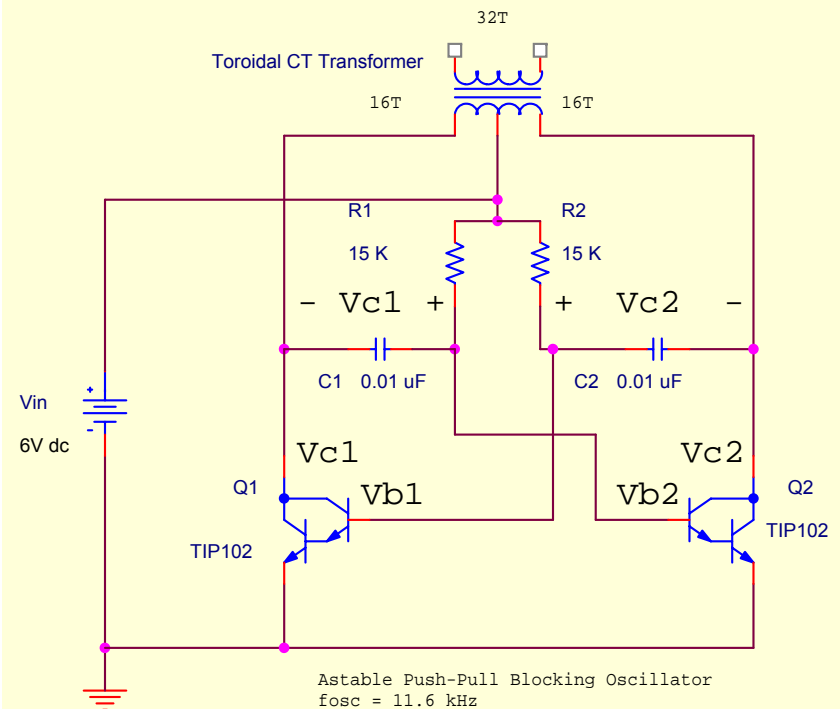 32T
Toroidal CT Transformer
16T 16T
R1 R2
15 K 15 K
- Vc1 + + Vc2 -
C1 0.01 uF C2 0.01 uF
Vin
+
-
6V dc
Vc1 Vc2
Q1 Vb1 Vb2 Q2
TIP102 TIP102
Astable Push-Pull Blocking Oscillator
fosc = 11.6 kHz